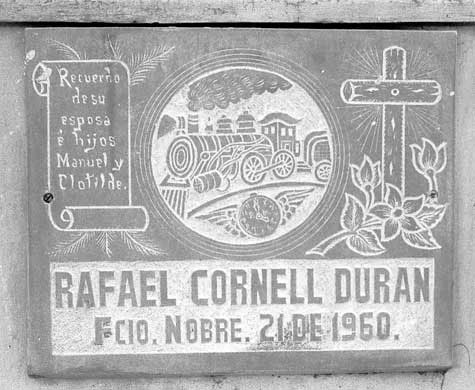 Recuerdo
de su
esposa
é hijos
Manuel y
Clotilde.
RAFAEL CORNELL DURAN
FCIO. NOBRE. 21 DE 1960.